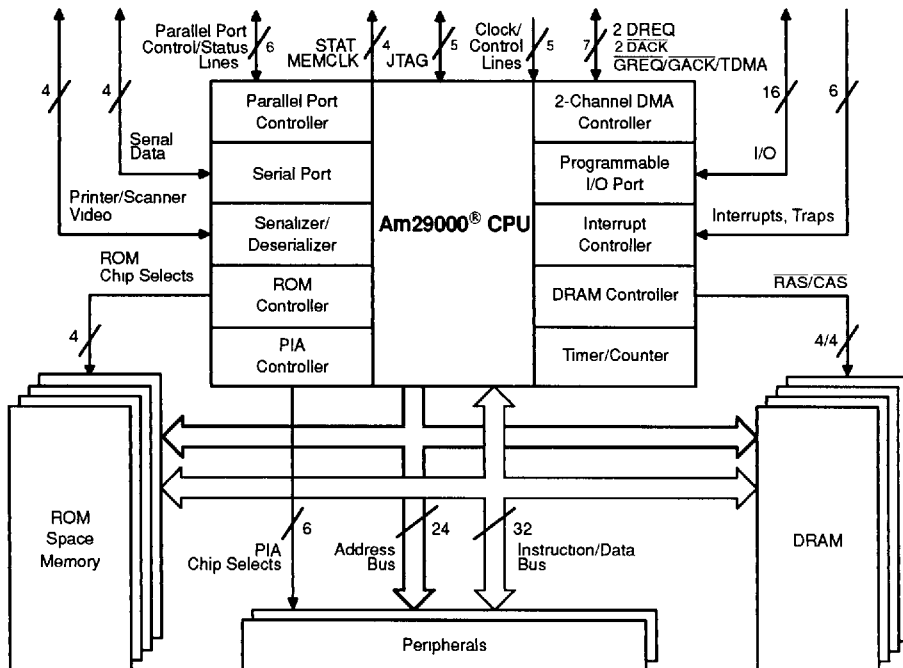 Parallel Port
Control/Status
Lines
6
STAT
MEMCLK
4
JTAG
5
Clock/
Control
Lines
5
7
2 DREQ
2 DACK
GREQ/GACK/TDMA
4
4
16
6
Serial
Data
Printer/Scanner
Video
ROM
Chip Selects
4
Parallel Port
Controller
Serial Port
Serializer/
Deserializer
ROM
Controller
PIA
Controller
Am29000® CPU
2-Channel DMA
Controller
Programmable
I/O Port
Interrupt
Controller
DRAM Controller
Timer/Counter
I/O
Interrupts, Traps
RAS/CAS
4/4
ROM
Space
Memory
6
PIA
Chip Selects
24
Address
Bus
32
Instruction/Data
Bus
DRAM
Peripherals